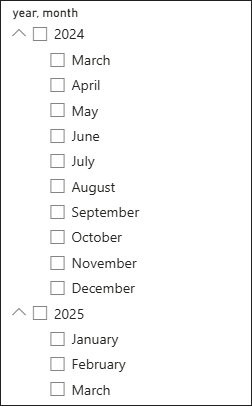 year, month
2024
March
April
May
June
July
August
September
October
November
December
2025
January
February
March